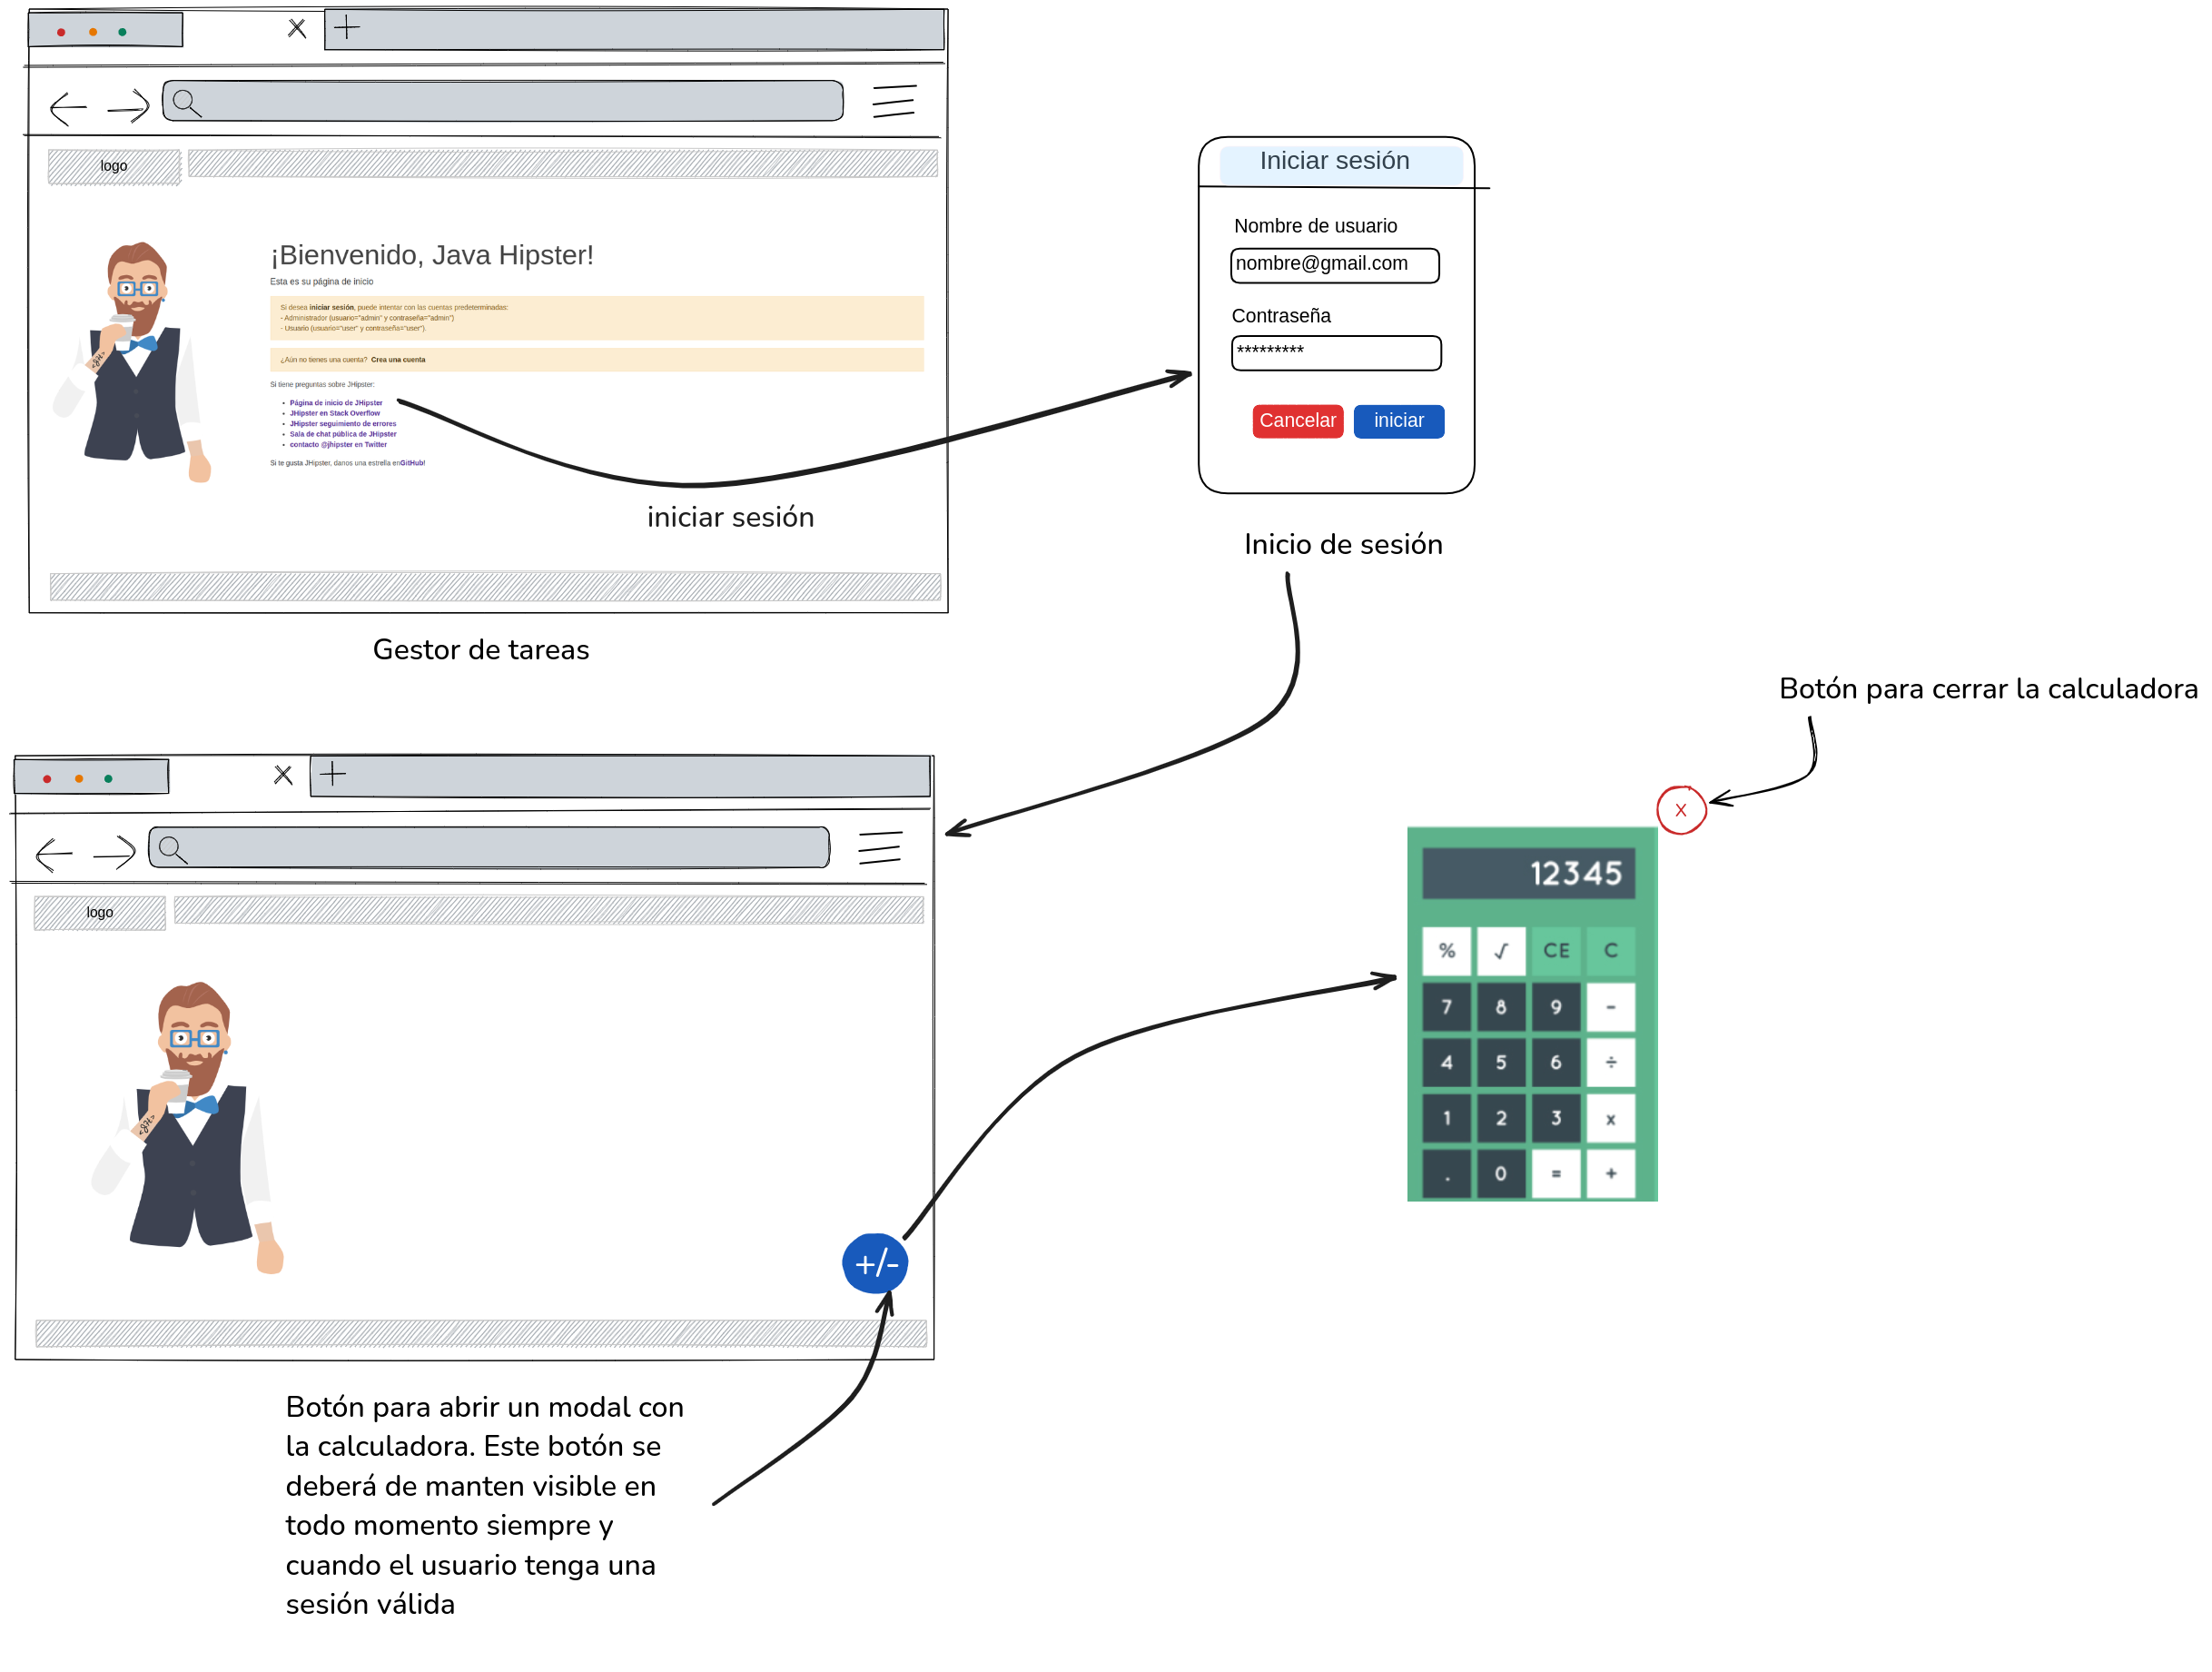 logo
¡Bienvenido, Java Hipster!
Esta es su página de inicio
Si desea iniciar sesión, puede intentar con las cuentas predeterminadas:
- Administrador (usuario="admin" y contraseña="admin")
- Usuario (usuario="user" y contraseña="user").
¿Aún no tienes una cuenta? Crea una cuenta
Si tiene preguntas sobre JHipster:
• Página de inicio de JHipster
• JHipster en Stack Overflow
• JHipster seguimiento de errores
• Sala de chat pública de JHipster
• contacto @jhipster en Twitter
Si te gusta JHipster, danos una estrella enGitHub!
iniciar sesión
Gestor de tareas
Iniciar sesión
Nombre de usuario
nombre@gmail.com
Contraseña
*********
Cancelar iniciar
Inicio de sesión
logo
+/-
Botón para abrir un modal con
la calculadora. Este botón se
deberá de manten visible en
todo momento siempre y
cuando el usuario tenga una
sesión válida
Botón para cerrar la calculadora
X
12345
% √ CE C
7 8 9 -
4 5 6 ÷
1 2 3 x
. 0 = +